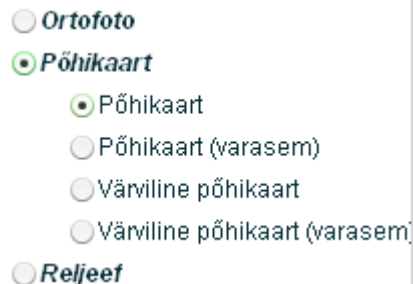 Ortofoto
Põhikaart
Põhikaart
Põhikaart (varasem)
Värviline põhikaart
Värviline põhikaart (varasem)
Reljeef